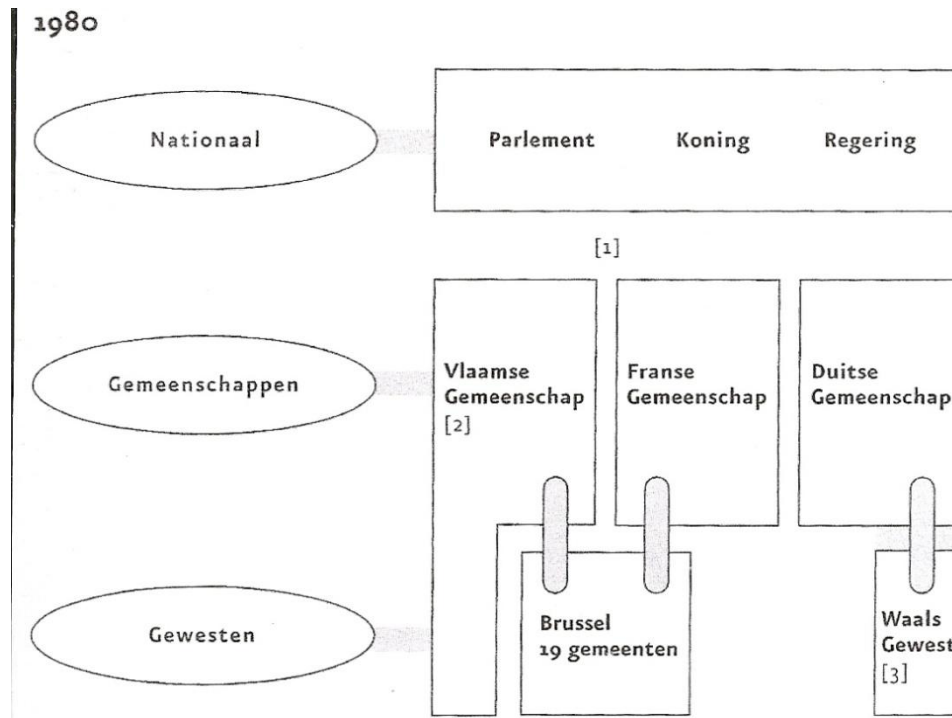 1980
Nationaal
Parlement Koning Regering
[1]
Gemeenschappen
Vlaamse
Gemeenschap
[2]
Franse
Gemeenschap
Duitse
Gemeenschap
Gewesten
Brussel
19 gemeenten
Waals
Gewest
[3]